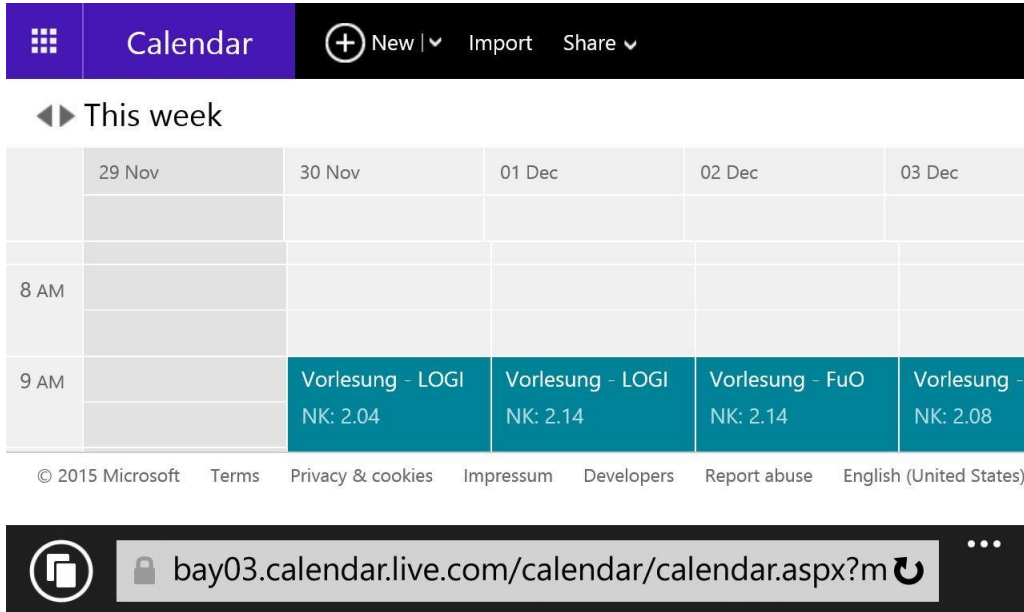 Calendar New Import Share
This week
29 Nov 30 Nov 01 Dec 02 Dec 03 Dec
8 AM
9 AM
Vorlesung - LOGI Vorlesung - LOGI Vorlesung - FuO Vorlesung -
NK: 2.04 NK: 2.14 NK: 2.14 NK: 2.08
© 2015 Microsoft Terms Privacy & cookies Impressum Developers Report abuse English (United States)
bay03.calendar.live.com/calendar/calendar.aspx?m